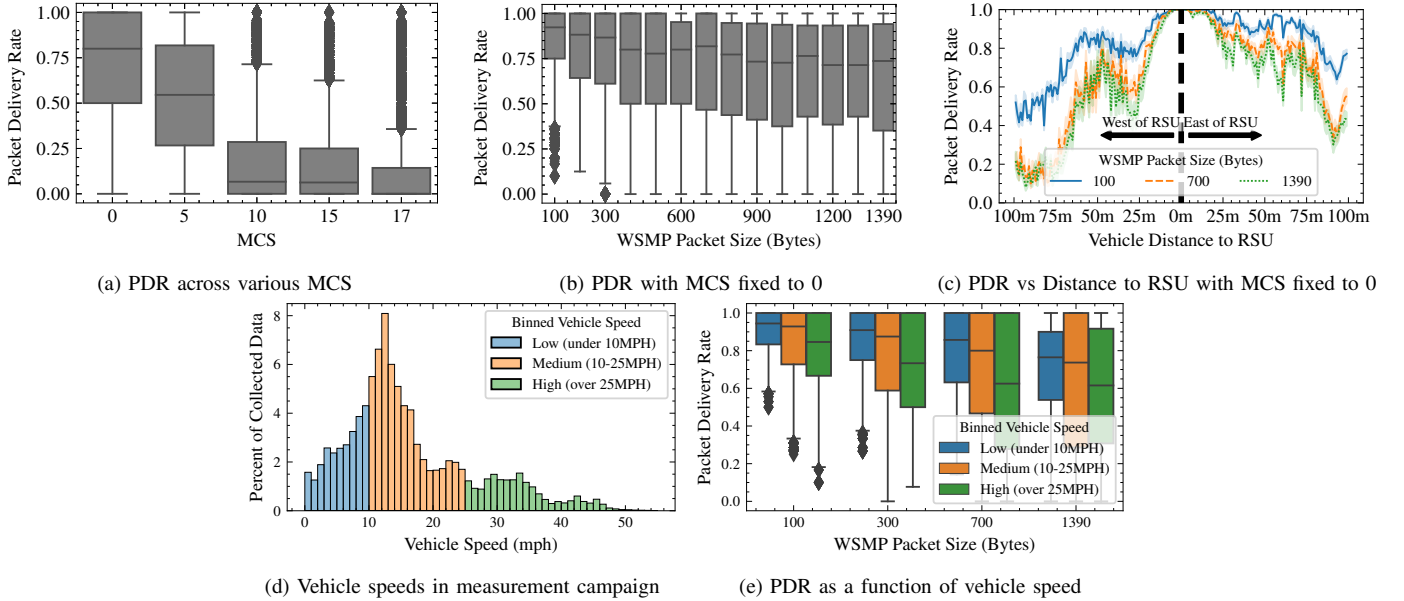 Packet Delivery Rate
1.00
0.75
0.50
0.25
0.00
0
5
10
15
17
MCS
(a) PDR across various MCS
Packet Delivery Rate
1.00
0.75
0.50
0.25
0.00
100
300
600
900
1200
1390
WSMP Packet Size (Bytes)
(b) PDR with MCS fixed to 0
Packet Delivery Rate
1.0
0.8
0.6
0.4
0.2
0.0
West of RSU
East of RSU
WSMP Packet Size (Bytes)
100
700
1390
100m
75m
50m
25m
0m
25m
50m
75m
100m
Vehicle Distance to RSU
(c) PDR vs Distance to RSU with MCS fixed to 0
Percent of Collected Data
8
6
4
2
0
Binned Vehicle Speed
Low (under 10MPH)
Medium (10-25MPH)
High (over 25MPH)
0
10
20
30
40
50
Vehicle Speed (mph)
(d) Vehicle speeds in measurement campaign
Packet Delivery Rate
1.0
0.8
0.6
0.4
0.2
0.0
Binned Vehicle Speed
Low (under 10MPH)
Medium (10-25MPH)
High (over 25MPH)
100
300
700
1390
WSMP Packet Size (Bytes)
(e) PDR as a function of vehicle speed